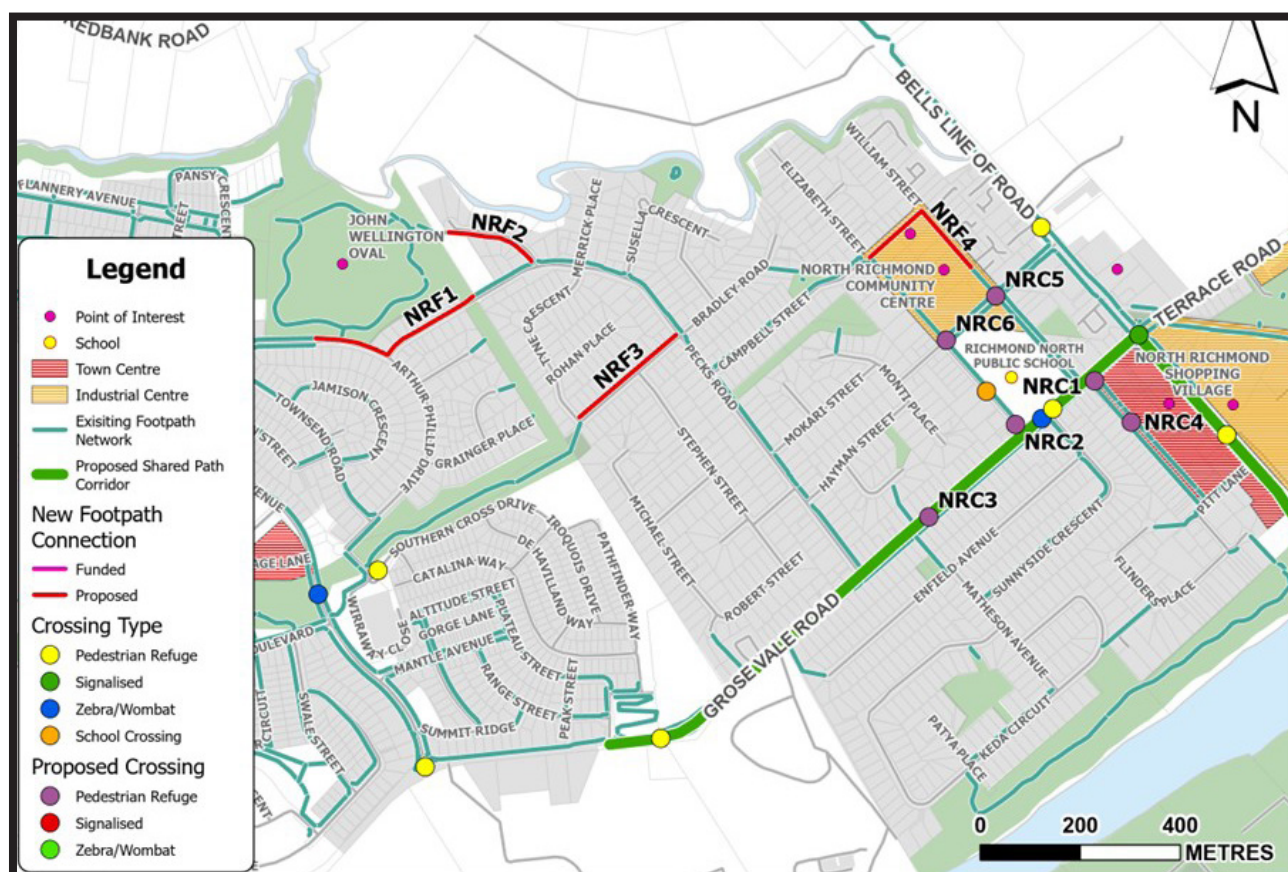 REDBANK ROAD
PANSY
CRESCENT
FLANNERY AVENUE
STREET
JOHN
WELLINGTON
OVAL
NRF2
MERRICK PLACE
SUSELLA
CRESCENT
ELIZABETH STREET
WILLIAM STREET
BELLS LINE OF ROAD
N
NRF4
NORTH RICHMOND
COMMUNITY
CENTRE
NRC5
TERRACE ROAD
NRF1
TYNE CRESCENT
ROHAN PLACE
BRADLEY ROAD
CAMPBELL STREET
NRC6
RICHMOND NORTH
PUBLIC SCHOOL
NORTH RICHMOND
SHOPPING
VILLAGE
NRF3
PECKS ROAD
NRC1
NRC4
NRC2
ARTHUR PHILLIP DRIVE
JAMISON CRESCENT
TOWNSEND ROAD
GRAINGER PLACE
MOKARI STREET
MONTI PLACE
HAYMAN STREET
STEPHEN STREET
MICHAEL STREET
NRC3
PITT LANE
SOUTHERN CROSS DRIVE
IROQUOIS DRIVE
PATHFINDER WAY
DE HAVILLAND WAY
CATALINA WAY
ALTITUDE STREET
GORGE LANE
MANTLE AVENUE
PLATEAU STREET
RANGE STREET
PEAK STREET
SUMMIT RIDGE
CLOSE
SWALE STREET
ROBERT STREET
GROSE VALE ROAD
ENFIELD AVENUE
SUNNYSIDE CRESCENT
MATHESON AVENUE
FLINDERS
PLACE
PATYA PLACE
KEDA CIRCUIT
Legend
Point of Interest
School
Town Centre
Industrial Centre
Exisiting Footpath
Network
Proposed Shared Path
Corridor
New Footpath
Connection
Funded
Proposed
Crossing Type
Pedestrian Refuge
Signalised
Zebra/Wombat
School Crossing
Proposed Crossing
Pedestrian Refuge
Signalised
Zebra/Wombat
0 200 400
METRES